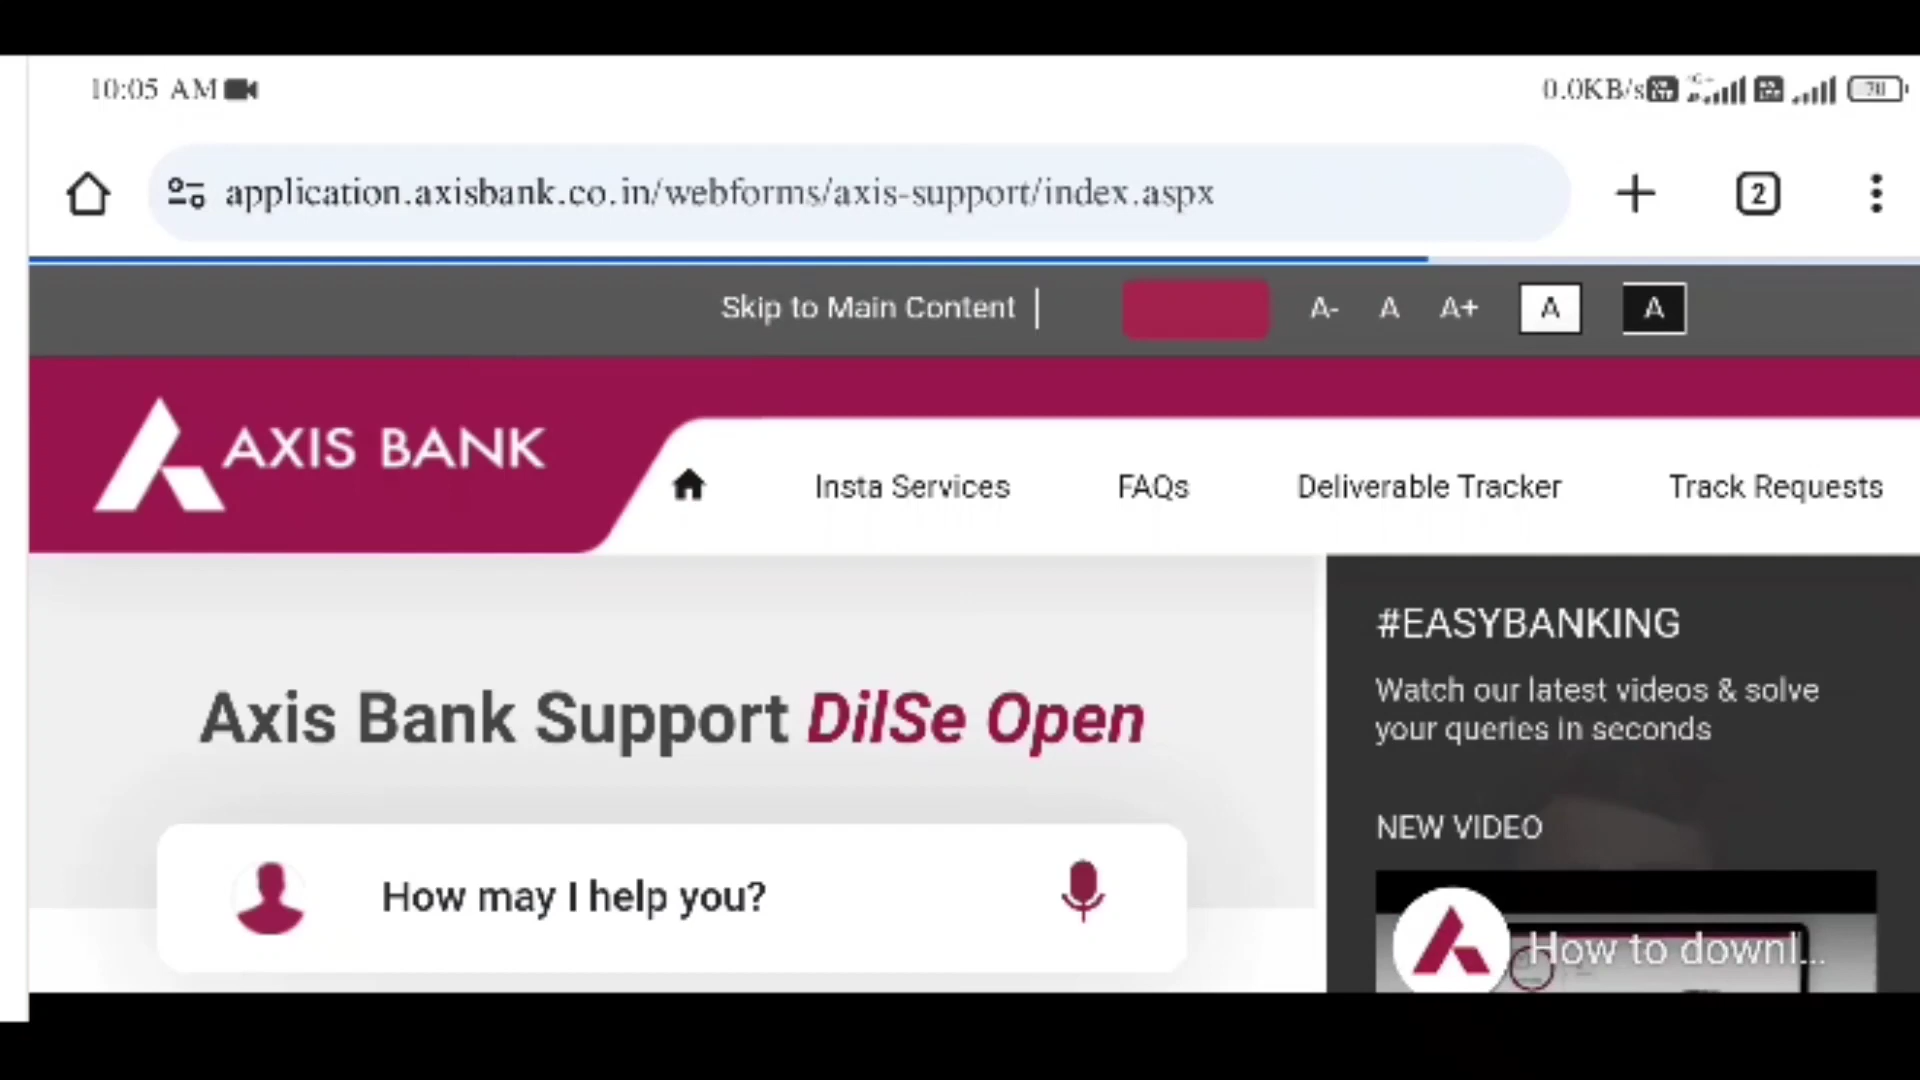 10:05 AM
0.0KB/s
application.axisbank.co.in/webforms/axis-support/index.aspx
2
Skip to Main Content
A- A A+ A A
AXIS BANK
Insta Services FAQs Deliverable Tracker Track Requests
Axis Bank Support DilSe Open
How may I help you?
#EASYBANKING
Watch our latest videos & solve
your queries in seconds
NEW VIDEO
How to downl...